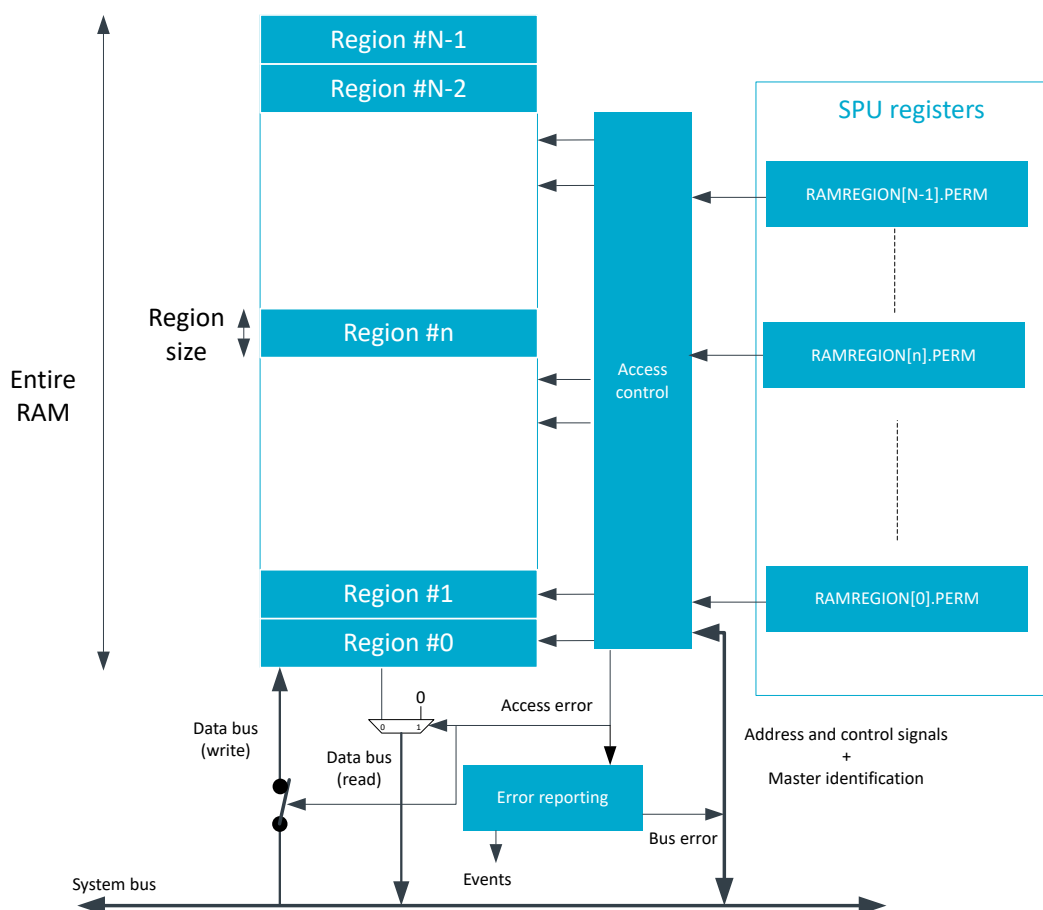 Region #N-1
Region #N-2
SPU registers
RAMREGION[N-1].PERM
Region
size
Region #n
RAMREGION[n].PERM
Entire
RAM
Access
control
Region #1
RAMREGION[0].PERM
Region #0
0
0 1
Access error
Data bus
(write)
Data bus
(read)
Address and control signals
+
Master identification
Error reporting
Bus error
Events
System bus